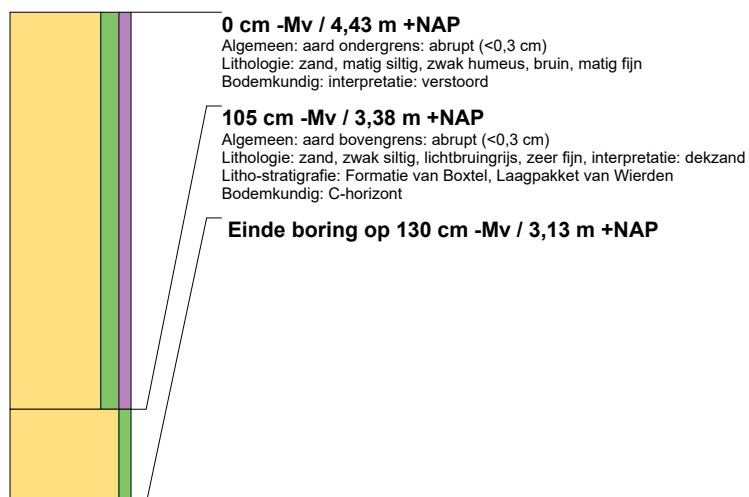 0 cm -Mv / 4,43 m +NAP
Algemeen: aard ondergrens: abrupt (<0,3 cm)
Lithologie: zand, matig siltig, zwak humeus, bruin, matig fijn
Bodemkundig: interpretatie: verstoord
105 cm -Mv / 3,38 m +NAP
Algemeen: aard bovengrens: abrupt (<0,3 cm)
Lithologie: zand, zwak siltig, lichtbruingrijs, zeer fijn, interpretatie: dekzand
Litho-stratigrafie: Formatie van Boxtel, Laagpakket van Wierden
Bodemkundig: C-horizont
Einde boring op 130 cm -Mv / 3,13 m +NAP